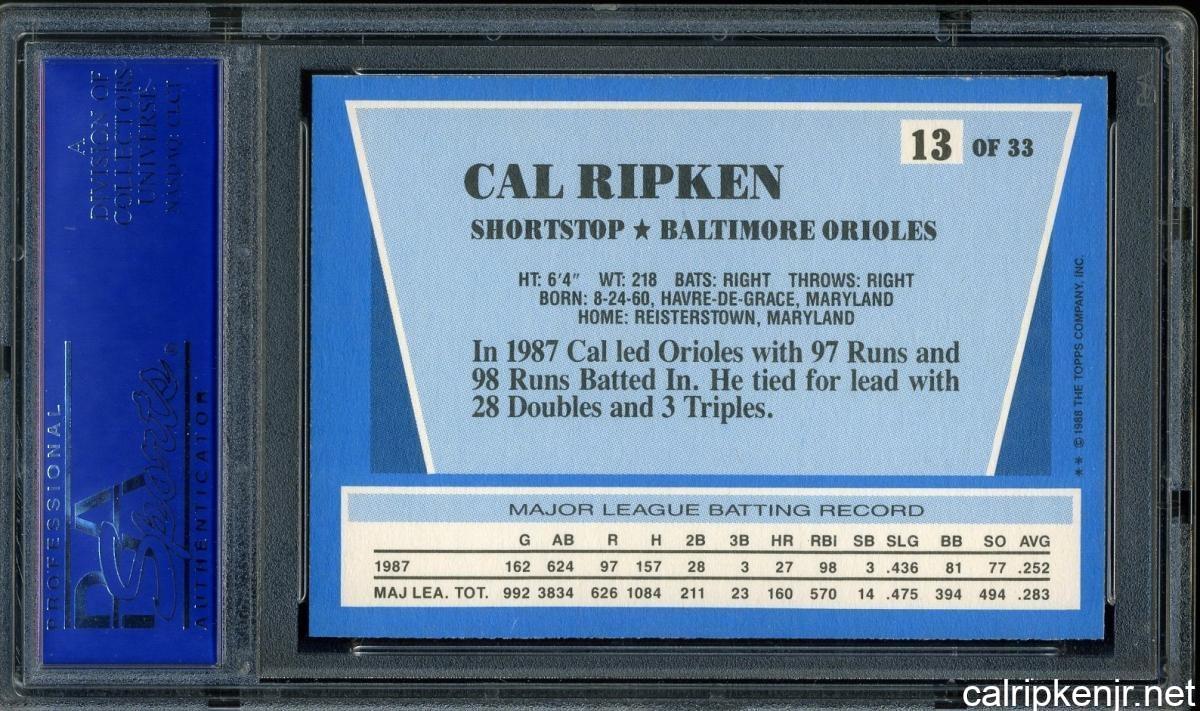 A
DIVISION OF
COLLECTORS
UNIVERSE
NASDAQ: CLCT
PROFESSIONAL
PSA
Sports®
AUTHENTICATOR
13 OF 33
CAL RIPKEN
SHORTSTOP ★ BALTIMORE ORIOLES
HT: 6'4" WT: 218 BATS: RIGHT THROWS: RIGHT
BORN: 8-24-60, HAVRE-DE-GRACE, MARYLAND
HOME: REISTERSTOWN, MARYLAND
In 1987 Cal led Orioles with 97 Runs and
98 Runs Batted In. He tied for lead with
28 Doubles and 3 Triples.
** © 1988 THE TOPPS COMPANY, INC.
MAJOR LEAGUE BATTING RECORD
G AB R H 2B 3B HR RBI SB SLG BB SO AVG
1987 162 624 97 157 28 3 27 98 3 .436 81 77 .252
MAJ LEA. TOT. 992 3834 626 1084 211 23 160 570 14 .475 394 494 .283
calripkenjr.net